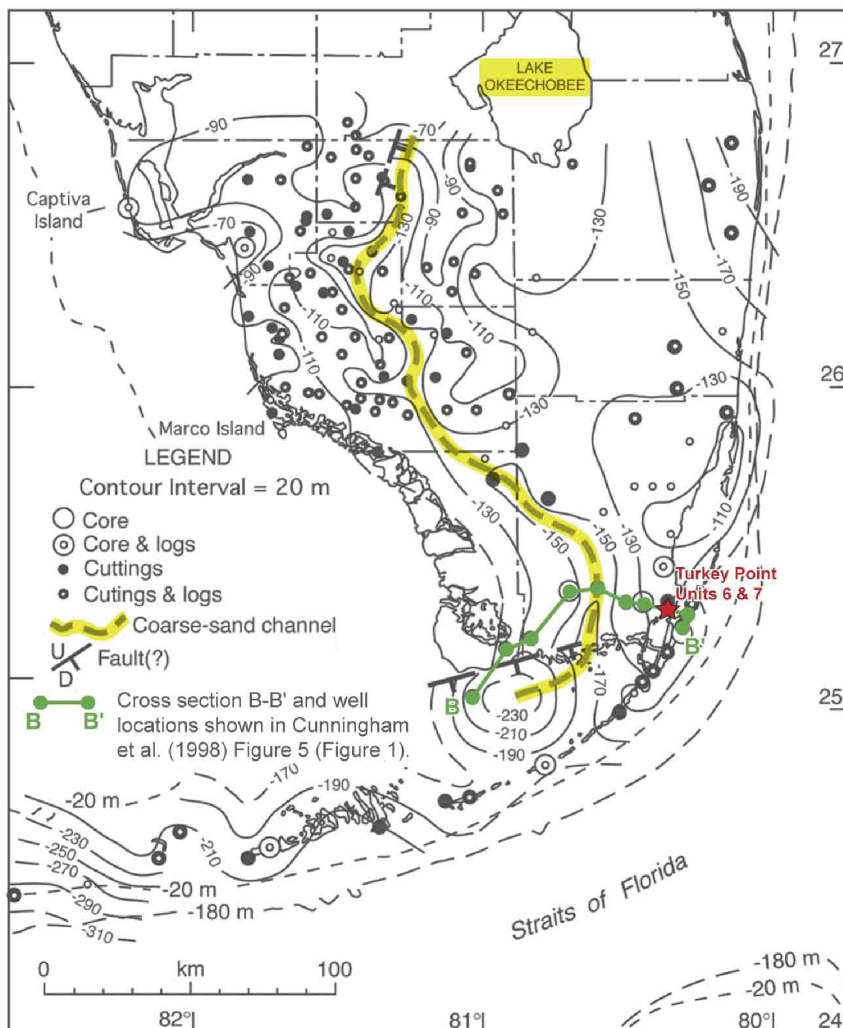 27
LAKE
OKEECHOBEE
-70
-90
-90
-190
-130
Captiva
Island
-70
-90
-130
-90
-170
-150
-90
-110
-110
-110
-110
-130
-130
26
Marco Island
LEGEND
Contour Interval = 20 m
-130
-150
-150
-130
-110
Core
Core & logs
Cuttings
Cutings & logs
Coarse-sand channel
Turkey Point
Units 6 & 7
B'
U
D
Fault(?)
-170
25
B
B
B'
Cross section B-B' and well
locations shown in Cunningham
et al. (1998) Figure 5 (Figure 1).
-230
-210
-190
-170
-190
-20 m
-230
-250
-270
-290
-310
-210
-20 m
-180 m
Straits of Florida
0
km
100
-180 m
-20 m
82°
81°
80°
24